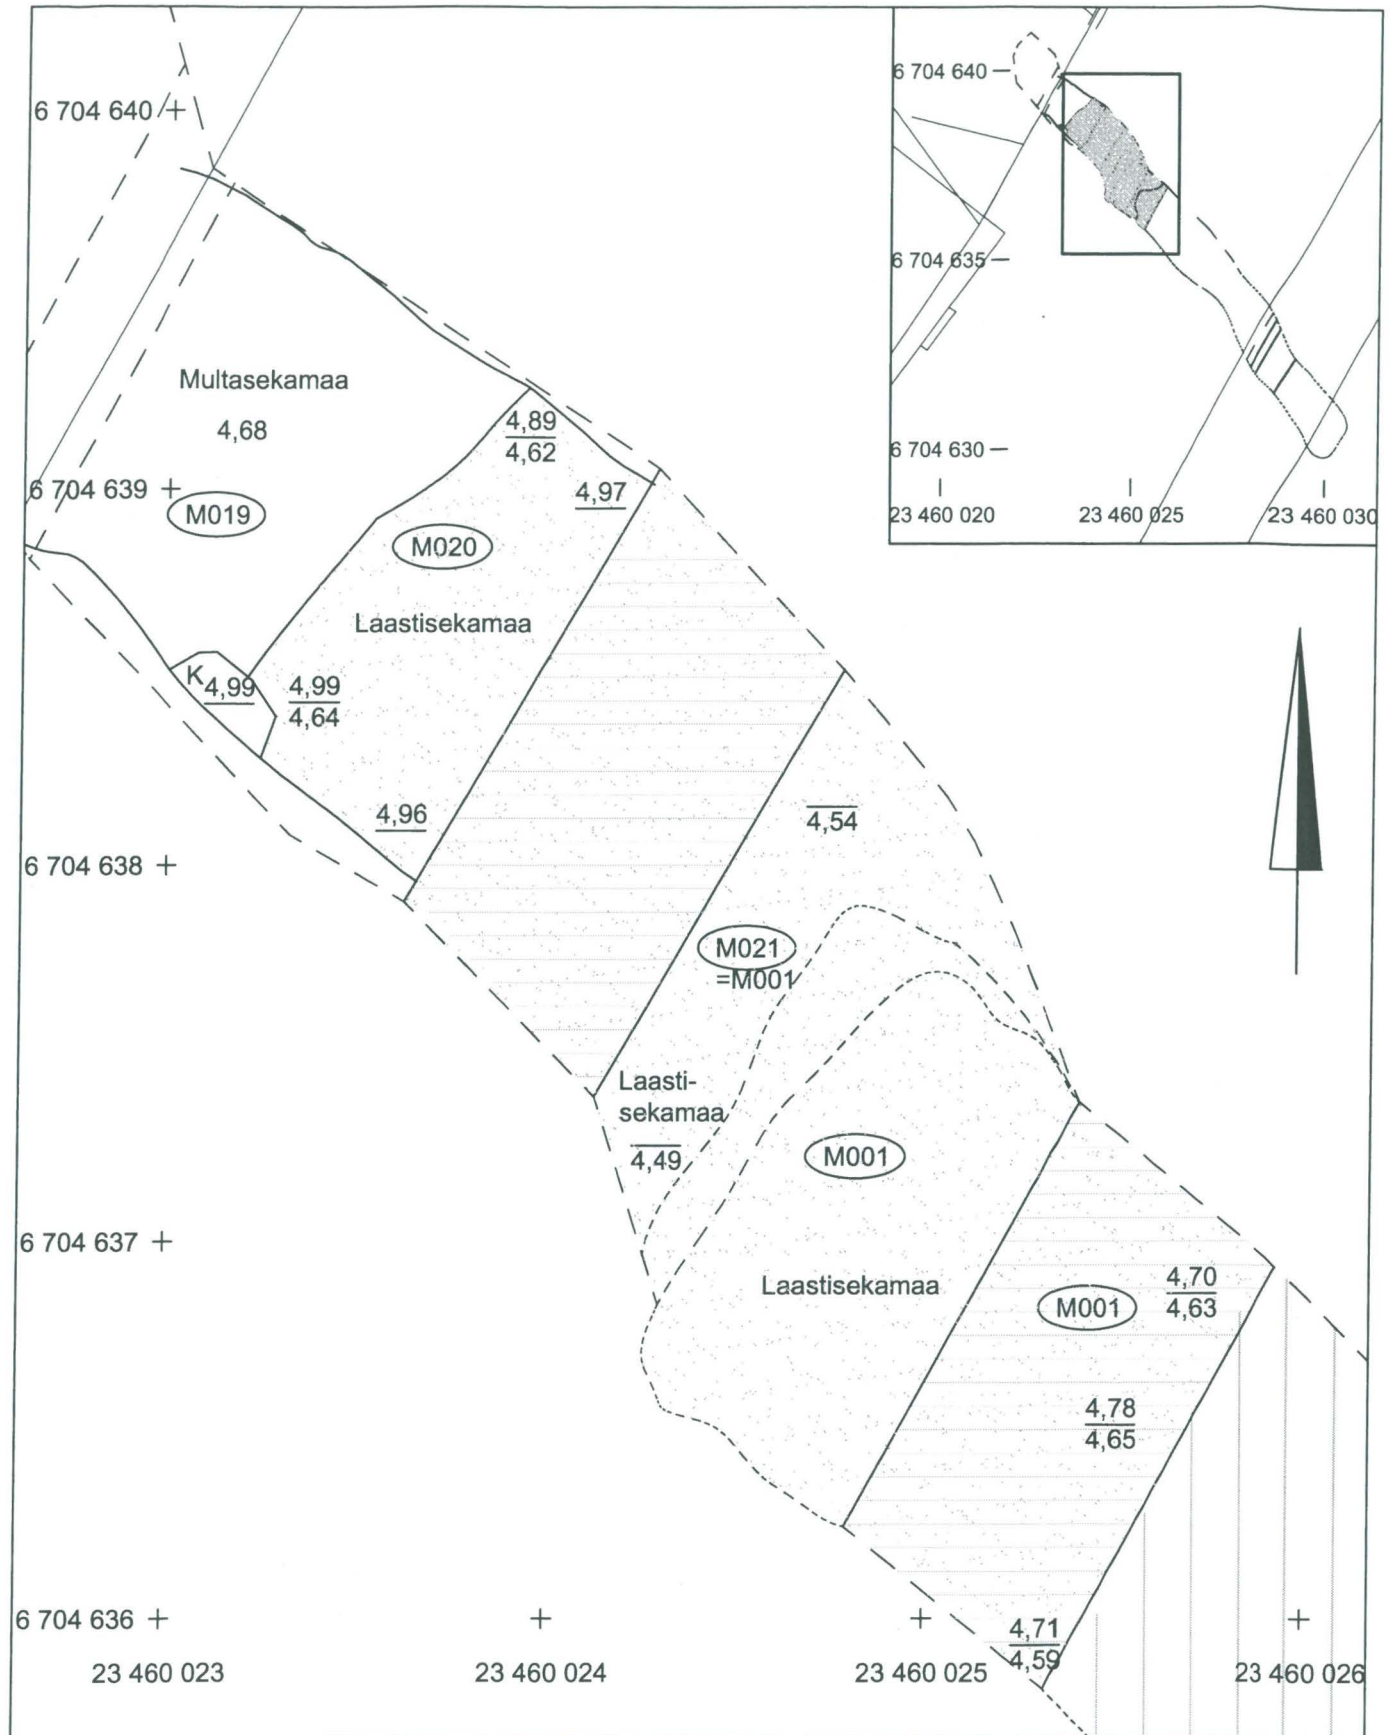 6 704 640
6 704 640
6 704 635
6 704 630
23 460 020
23 460 025
23 460 030
Multasekamaa
4,68
6 704 639
M019
4,89
4,62
4,97
M020
Laastisekamaa
K
4,99
4,99
4,64
4,96
4,54
6 704 638
M021
=M001
Laasti-
sekamaa
4,49
M001
6 704 637
Laastisekamaa
M001
4,70
4,63
4,78
4,65
6 704 636
4,71
4,59
23 460 023
23 460 024
23 460 025
23 460 026